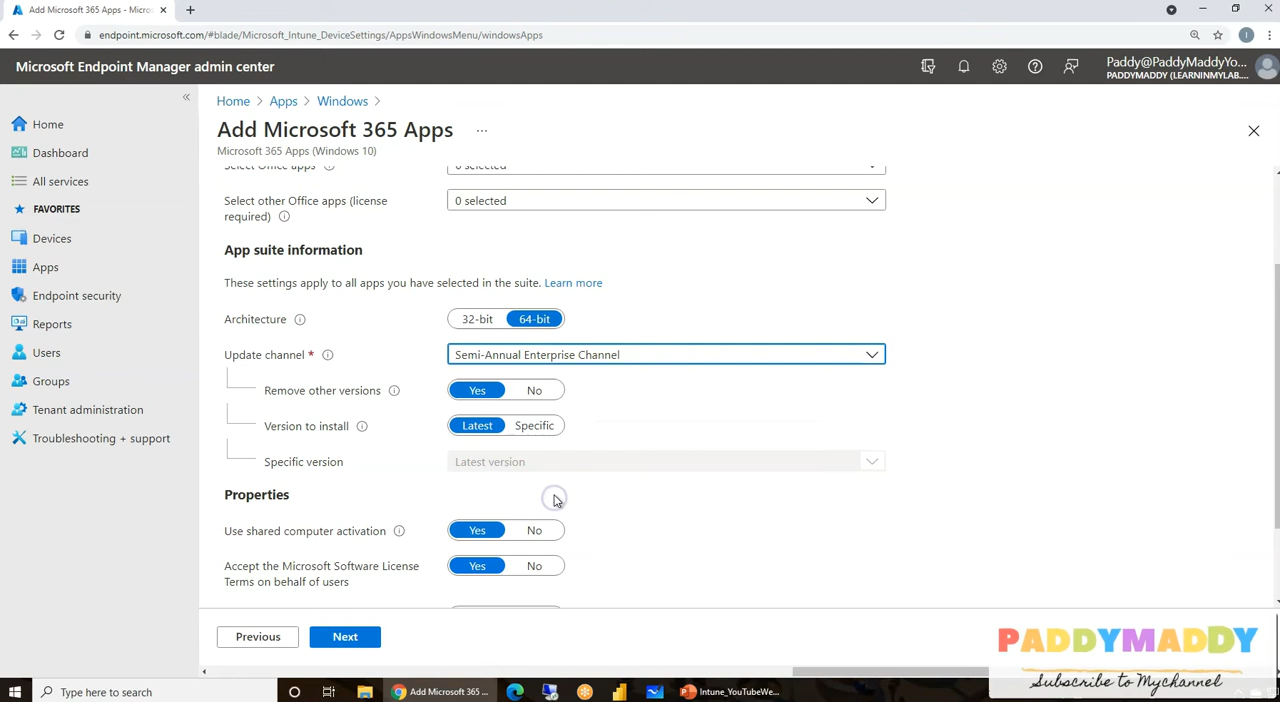 Add Microsoft 365 Apps - Micros
endpoint.microsoft.com/#blade/Microsoft_Intune_DeviceSettings/AppsWindowsMenu/windowsApps
I
Microsoft Endpoint Manager admin center
Paddy@PaddyMaddyYo...
PADDYMADDY (LEARNINMYLAB....
Home > Apps > Windows >
Add Microsoft 365 Apps ...
Microsoft 365 Apps (Windows 10)
Home
Dashboard
All services
FAVORITES
Devices
Apps
Endpoint security
Reports
Users
Groups
Tenant administration
Troubleshooting + support
Select Office apps
0 selected
Select other Office apps (license
required)
0 selected
App suite information
These settings apply to all apps you have selected in the suite. Learn more
Architecture
32-bit 64-bit
Update channel *
Semi-Annual Enterprise Channel
Remove other versions
Yes No
Version to install
Latest Specific
Specific version
Latest version
Properties
Use shared computer activation
Yes No
Accept the Microsoft Software License
Terms on behalf of users
Yes No
Previous Next
PADDYMADDY
Subscribe to Mychannel
Type here to search
Add Microsoft 365 ...
Intune_YouTubeWe...